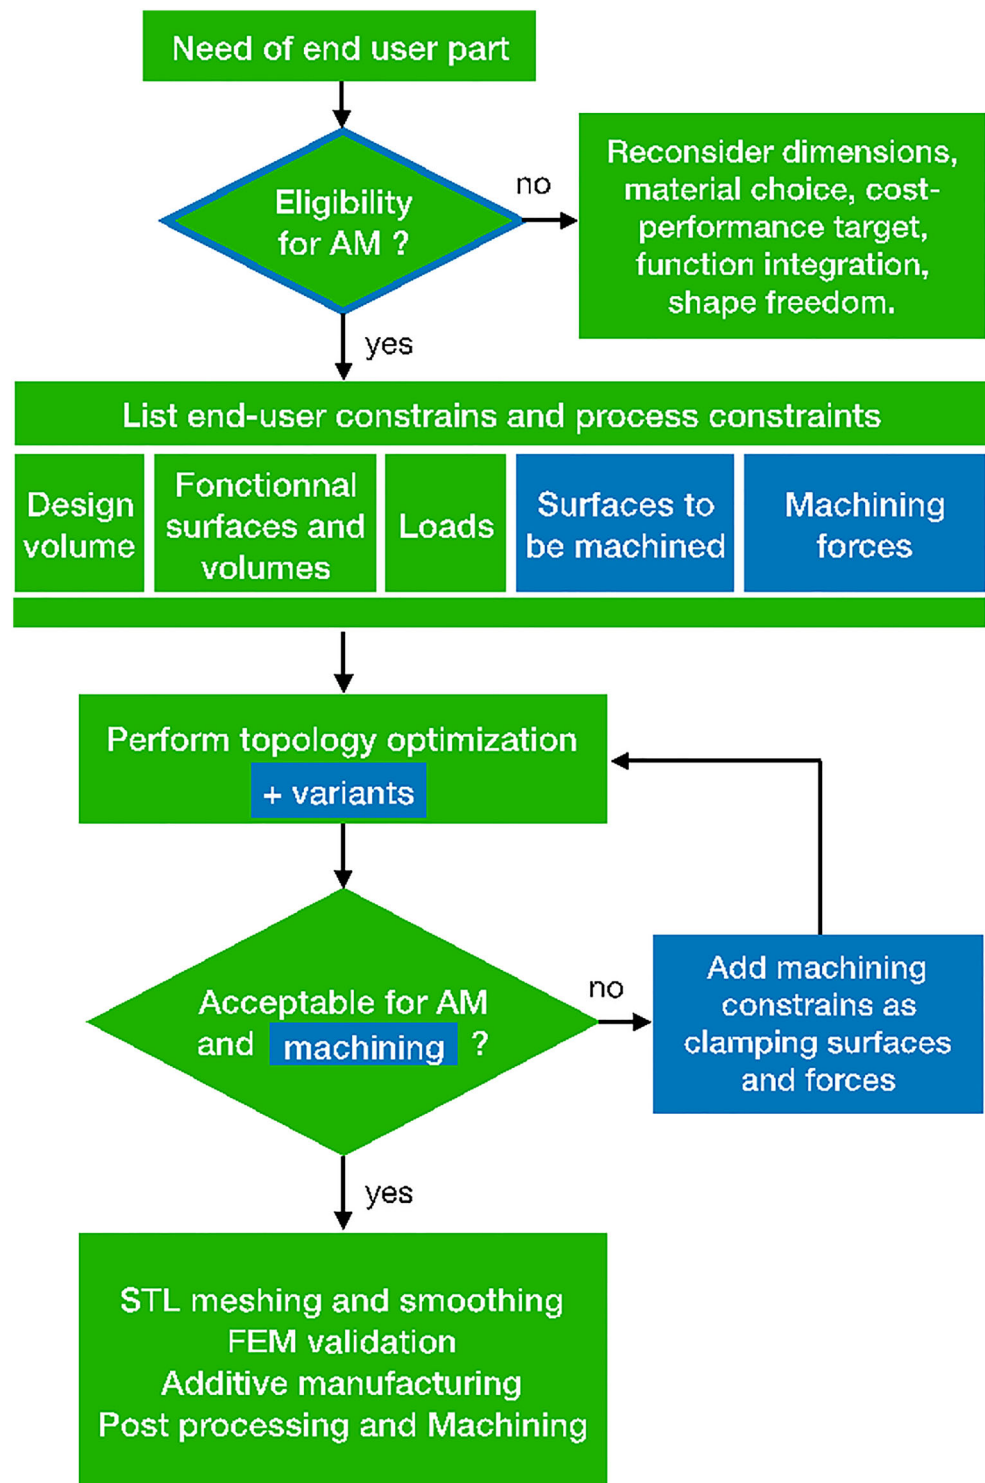 Need of end user part
Eligibility
for AM ?
no
Reconsider dimensions,
material choice, cost-
performance target,
function integration,
shape freedom.
yes
List end-user constrains and process constraints
Design
volume
Fonctionnal
surfaces and
volumes
Loads
Surfaces to
be machined
Machining
forces
Perform topology optimization
+ variants
Acceptable for AM
and machining ?
no
Add machining
constrains as
clamping surfaces
and forces
yes
STL meshing and smoothing
FEM validation
Additive manufacturing
Post processing and Machining